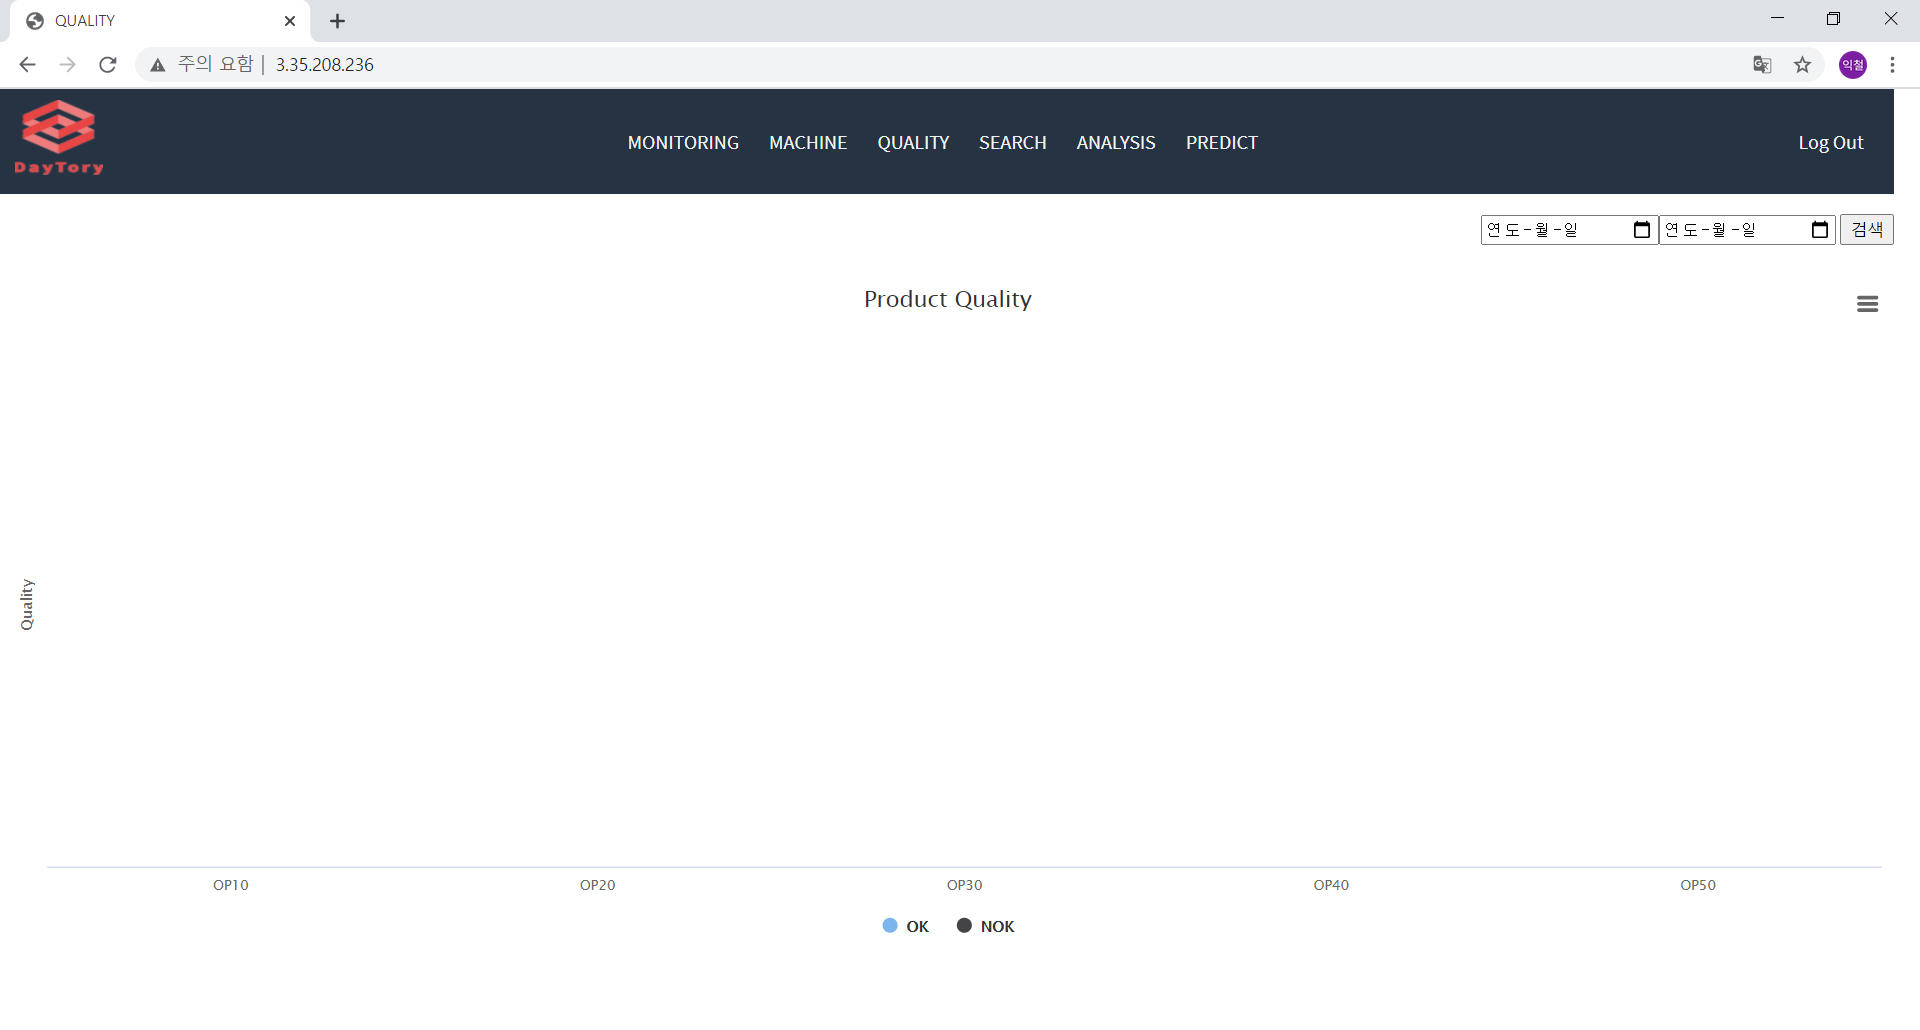 QUALITY
주의 요함 | 3.35.208.236
익철
DayTory
MONITORING MACHINE QUALITY SEARCH ANALYSIS PREDICT Log Out
연도-월-일 연도-월-일 검색
Product Quality
Quality
OP10 OP20 OP30 OP40 OP50
OK NOK